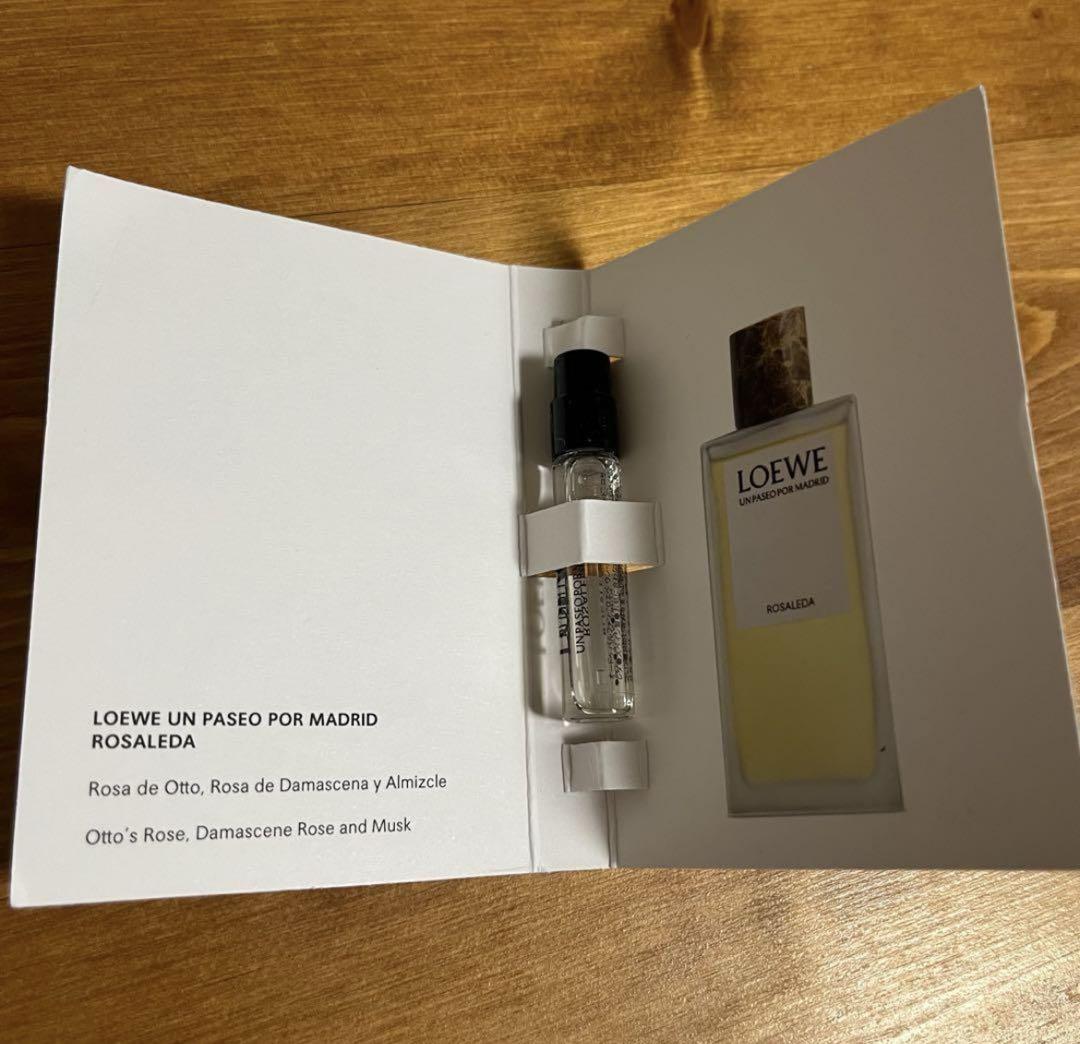 LOEWE UN PASEO POR MADRID
ROSALEDA
Rosa de Otto, Rosa de Damascena y Almizcle
Otto's Rose, Damascene Rose and Musk
LOEWE
UN PASEO POR MADRID
ROSALEDA